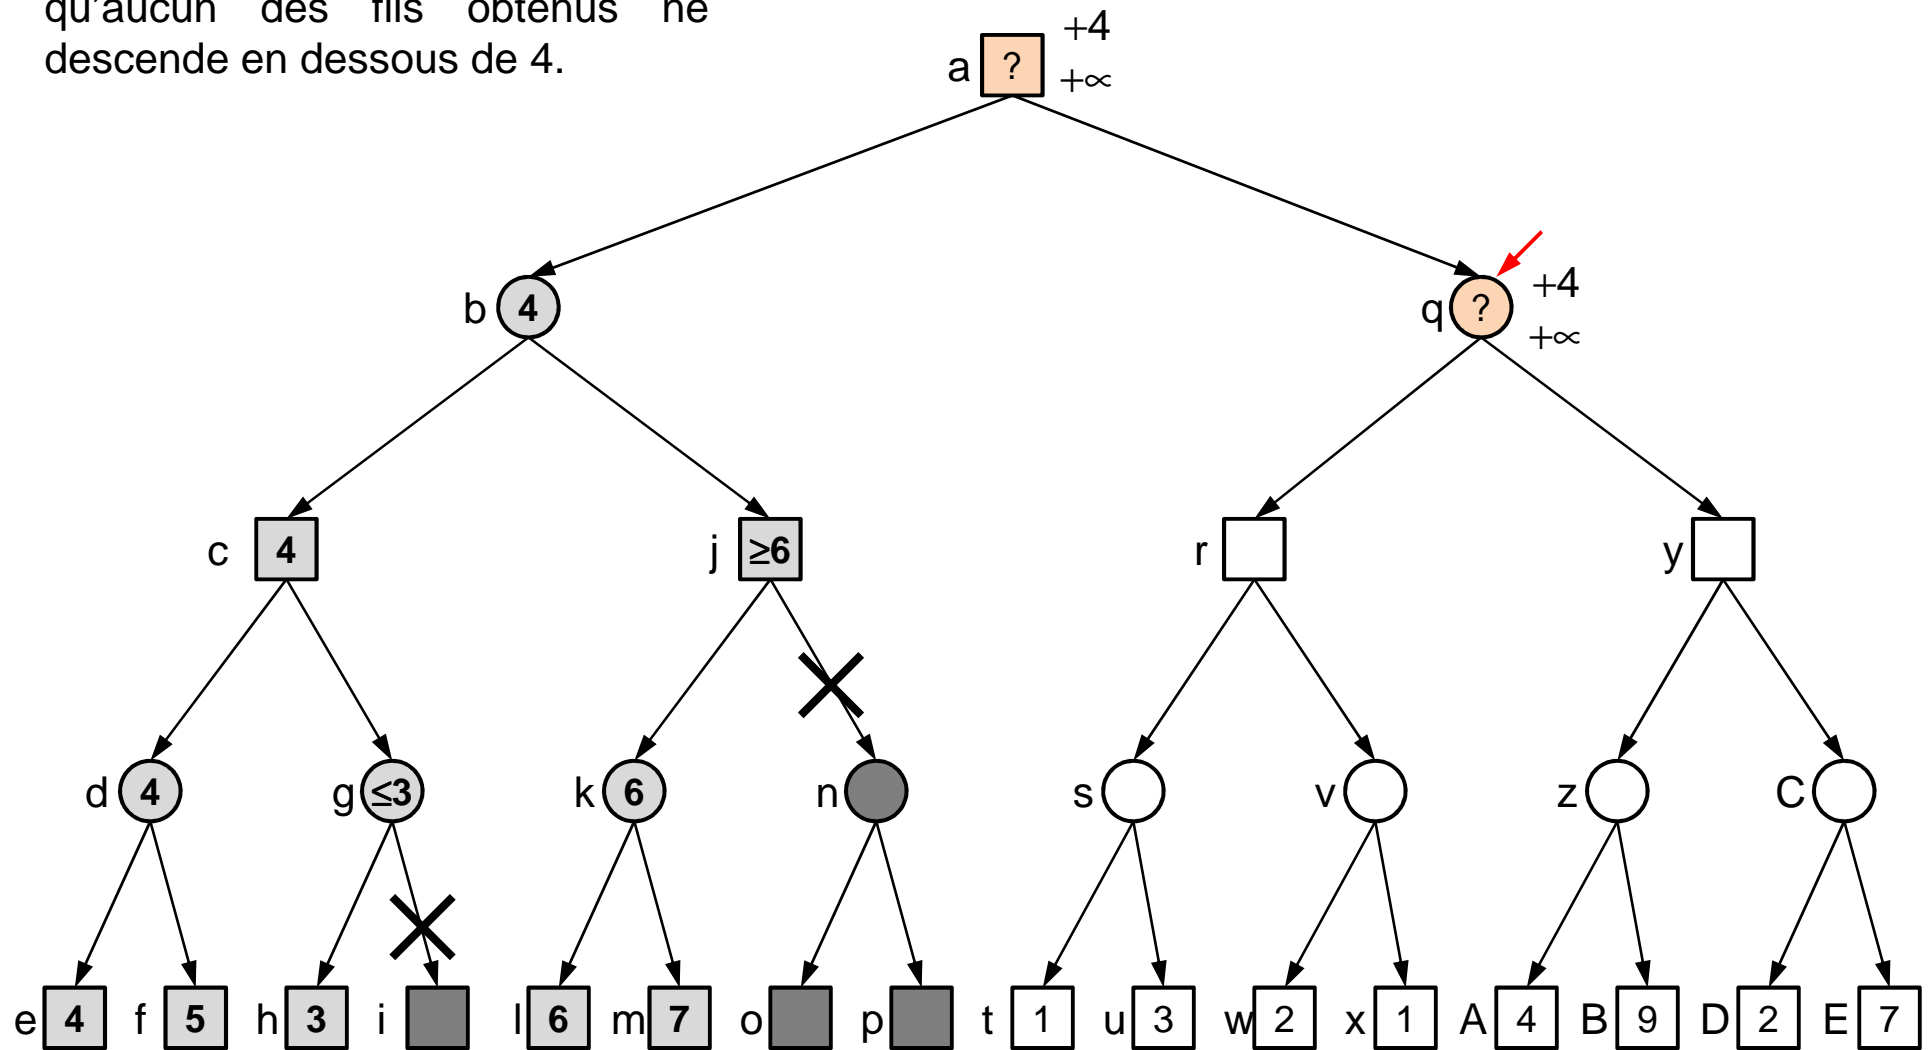 qu'aucun des fils obtenus ne
descende en dessous de 4.
a ? +4
+∝
b 4
q ? +4
+∝
c 4 j ≥6 r y
d 4 g ≤3 k 6 n s v z C
e 4 f 5 h 3 i l 6 m 7 o p t 1 u 3 w 2 x 1 A 4 B 9 D 2 E 7